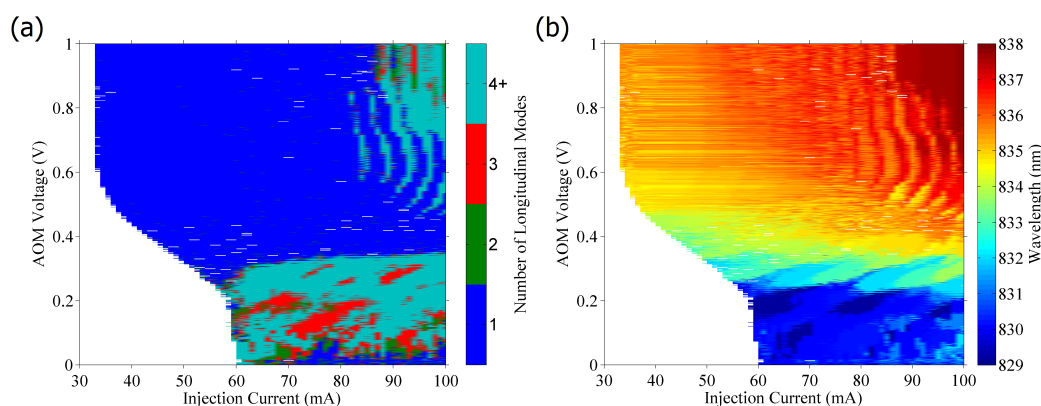 (a)
AOM Voltage (V)
1
0.8
0.6
0.4
0.2
0
30 40 50 60 70 80 90 100
Injection Current (mA)
4+
3
2
1
Number of Longitudinal Modes
(b)
AOM Voltage (V)
1
0.8
0.6
0.4
0.2
0
30 40 50 60 70 80 90 100
Injection Current (mA)
838
837
836
835
834
833
832
831
830
829
Wavelength (nm)